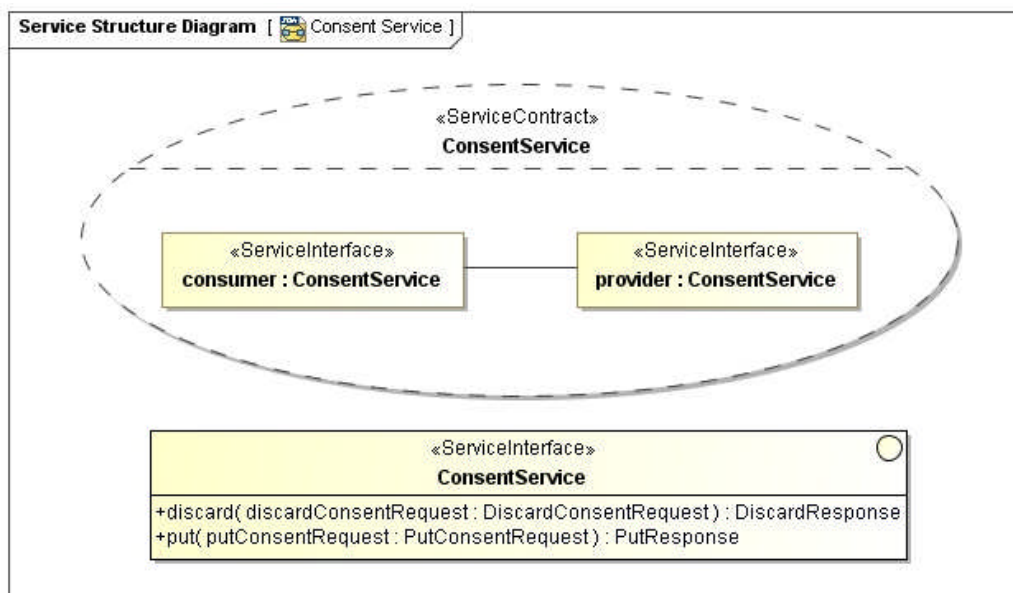 Service Structure Diagram [ Consent Service ]
«ServiceContract»
ConsentService
«ServiceInterface»
consumer : ConsentService
«ServiceInterface»
provider : ConsentService
«ServiceInterface»
ConsentService
+discard( discardConsentRequest : DiscardConsentRequest ) : DiscardResponse
+put( putConsentRequest : PutConsentRequest ) : PutResponse